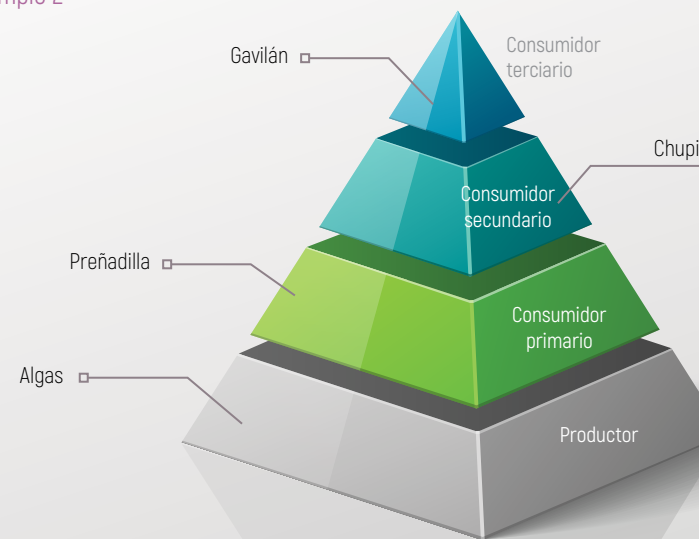 Gavilán
Consumidor
terciario
Consumidor
secundario
Preñadilla
Consumidor
primario
Algas
Productor